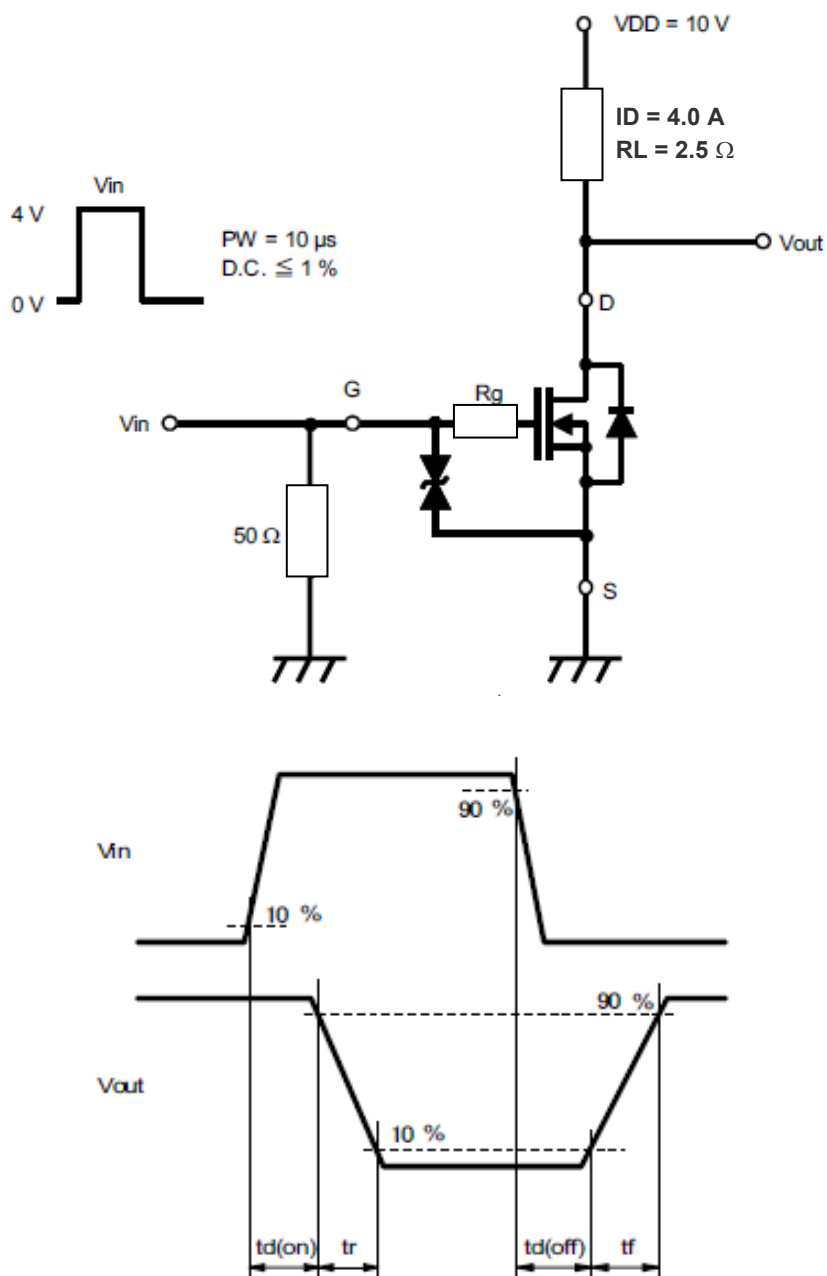 VDD = 10 V
ID = 4.0 A
RL = 2.5 Ω
Vin
4 V
PW = 10 μs
D.C. ≦ 1 %
0 V
Vout
D
G
Rg
Vin
50 Ω
S
90 %
Vin
10 %
90 %
Vout
10 %
td(on)
tr
td(off)
tf